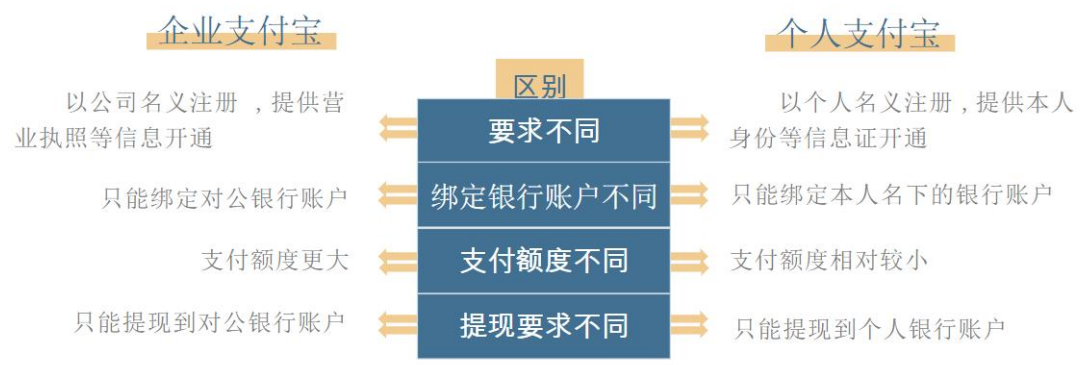 企业支付宝
个人支付宝
区别
以公司名义注册 ，提供营
业执照等信息开通
要求不同
以个人名义注册，提供本人
身份等信息证开通
只能绑定对公银行账户
绑定银行账户不同
只能绑定本人名下的银行账户
支付额度更大
支付额度不同
支付额度相对较小
只能提现到对公银行账户
提现要求不同
只能提现到个人银行账户